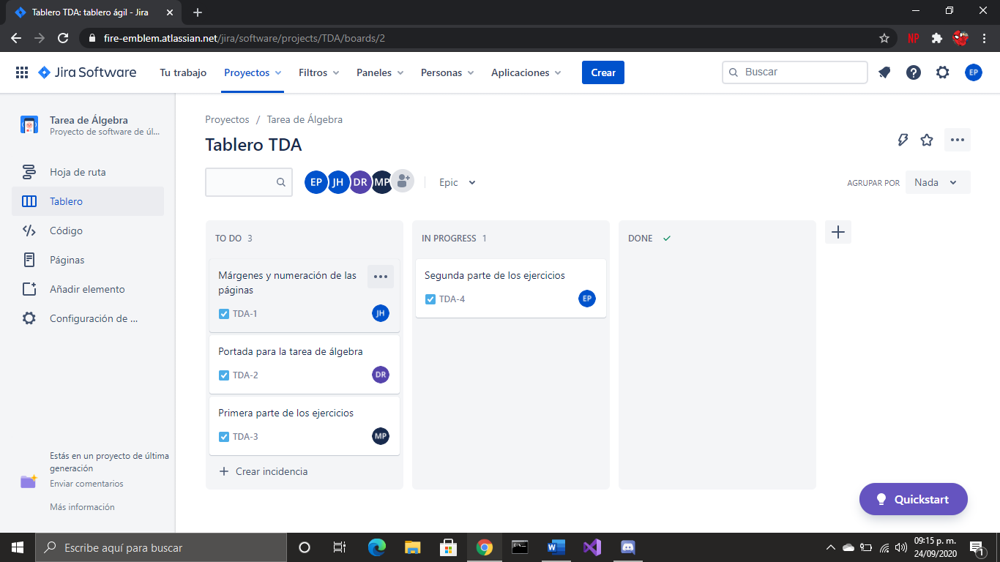 Tablero TDA: tablero ágil - Jira
fire-emblem.atlassian.net/jira/software/projects/TDA/boards/2
NP
Jira Software
Tu trabajo
Proyectos
Filtros
Paneles
Personas
Aplicaciones
Crear
Buscar
EP
Tarea de Álgebra
Proyecto de software de úl...
Hoja de ruta
Tablero
Código
Páginas
Añadir elemento
Configuración de ...
Estás en un proyecto de última
generación
Enviar comentarios
Más información
Proyectos / Tarea de Álgebra
Tablero TDA
EP JH DR MP
Epic
AGRUPAR POR
Nada
TO DO 3
Márgenes y numeración de las
páginas
TDA-1
JH
Portada para la tarea de álgebra
TDA-2
DR
Primera parte de los ejercicios
TDA-3
MP
Crear incidencia
IN PROGRESS 1
Segunda parte de los ejercicios
TDA-4
EP
DONE
Quickstart
Escribe aquí para buscar
09:15 p. m.
24/09/2020
1